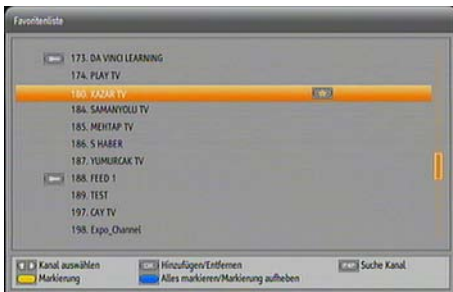 Favoritenliste
173. DA VINCI LEARNING
174. PLAY TV
180. KAZAR TV
184. SAMANYOLU TV
185. MEHTAP TV
186. S HABER
187. YUMURCAK TV
188. FEED 1
189. TEST
197. CAY TV
198. Expo_Channel
Kanal auswählen
Hinzufügen/Entfernen
Suche Kanal
Markierung
Alles markieren/Markierung aufheben